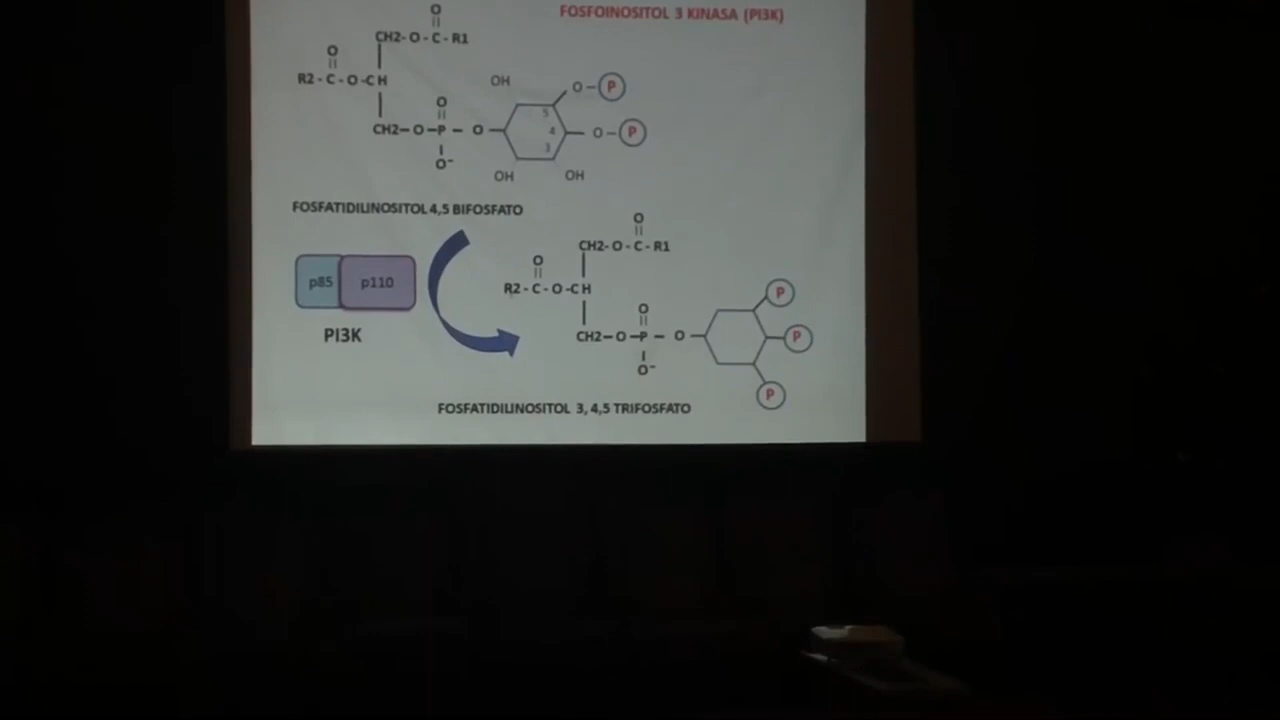 FOSFOINOSITOL 3 KINASA (PI3K)
O
CH2-O-C-R1
O
R2-C-O-CH
OH
O-P
5
O
CH2-O-P-O
4
O-P
3
O-
OH
OH
FOSFATIDILINOSITOL 4,5 BIFOSFATO
O
CH2-O-C-R1
O
R2-C-O-CH
p85
p110
P
O
PI3K
CH2-O-P-O
P
O-
P
FOSFATIDILINOSITOL 3,4,5 TRIFOSFATO